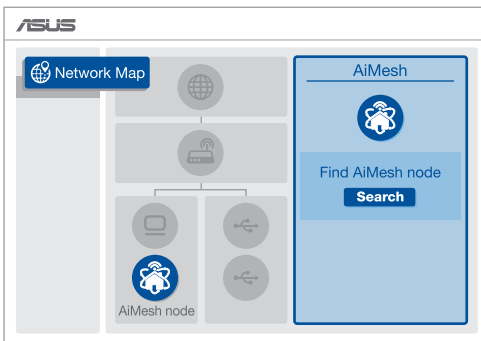 ASUS
Network Map
AiMesh
Find AiMesh node
Search
AiMesh node